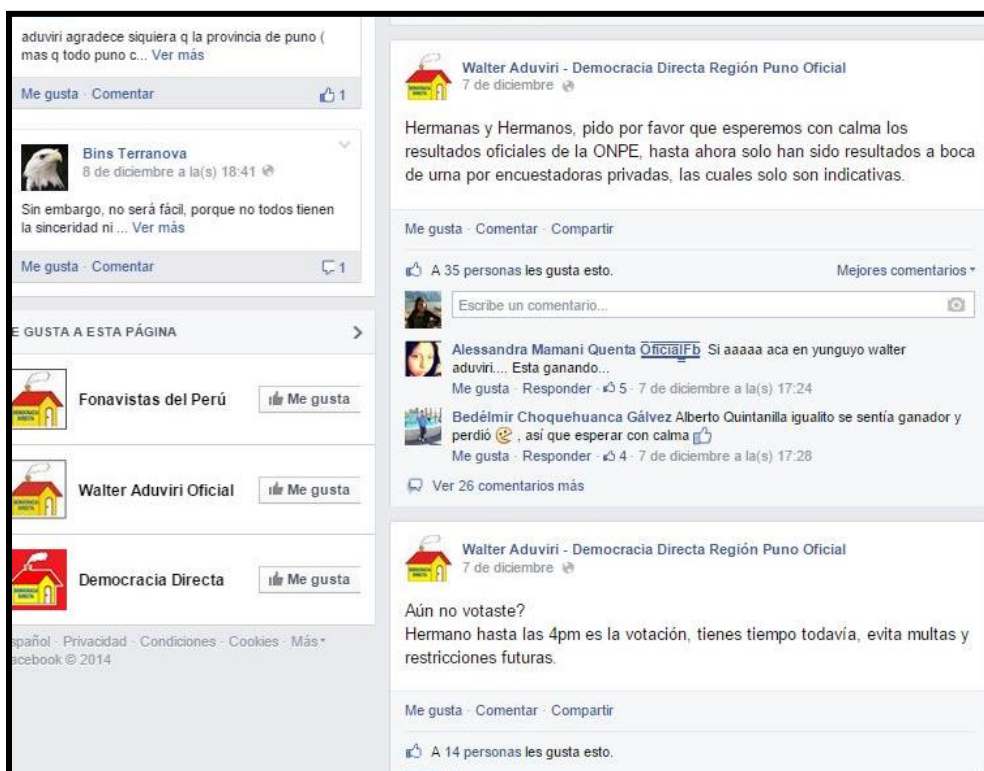 aduviri agradece siquiera q la provincia de puno (
mas q todo puno c... Ver más
Me gusta · Comentar 1
Bins Terranova
8 de diciembre a la(s) 18:41
Sin embargo, no será fácil, porque no todos tienen
la sinceridad ni ... Ver más
Me gusta · Comentar 1
E GUSTA A ESTA PÁGINA
Fonavistas del Perú Me gusta
Walter Aduviri Oficial Me gusta
Democracia Directa Me gusta
spañol · Privacidad · Condiciones · Cookies · Más
acebook © 2014
Walter Aduviri - Democracia Directa Región Puno Oficial
7 de diciembre
Hermanas y Hermanos, pido por favor que esperemos con calma los
resultados oficiales de la ONPE, hasta ahora solo han sido resultados a boca
de urna por encuestadoras privadas, las cuales solo son indicativas.
Me gusta · Comentar · Compartir
A 35 personas les gusta esto. Mejores comentarios
Escribe un comentario...
Alessandra Mamani Quenta OficialFb Si aaaaa aca en yunguyo walter
aduviri.... Esta ganando...
Me gusta · Responder · 5 · 7 de diciembre a la(s) 17:24
Bedélmir Choquehuanca Gálvez Alberto Quintanilla igualito se sentía ganador y
perdió , así que esperar con calma
Me gusta · Responder · 4 · 7 de diciembre a la(s) 17:28
Ver 26 comentarios más
Walter Aduviri - Democracia Directa Región Puno Oficial
7 de diciembre
Aún no votaste?
Hermano hasta las 4pm es la votación, tienes tiempo todavía, evita multas y
restricciones futuras.
Me gusta · Comentar · Compartir
A 14 personas les gusta esto.